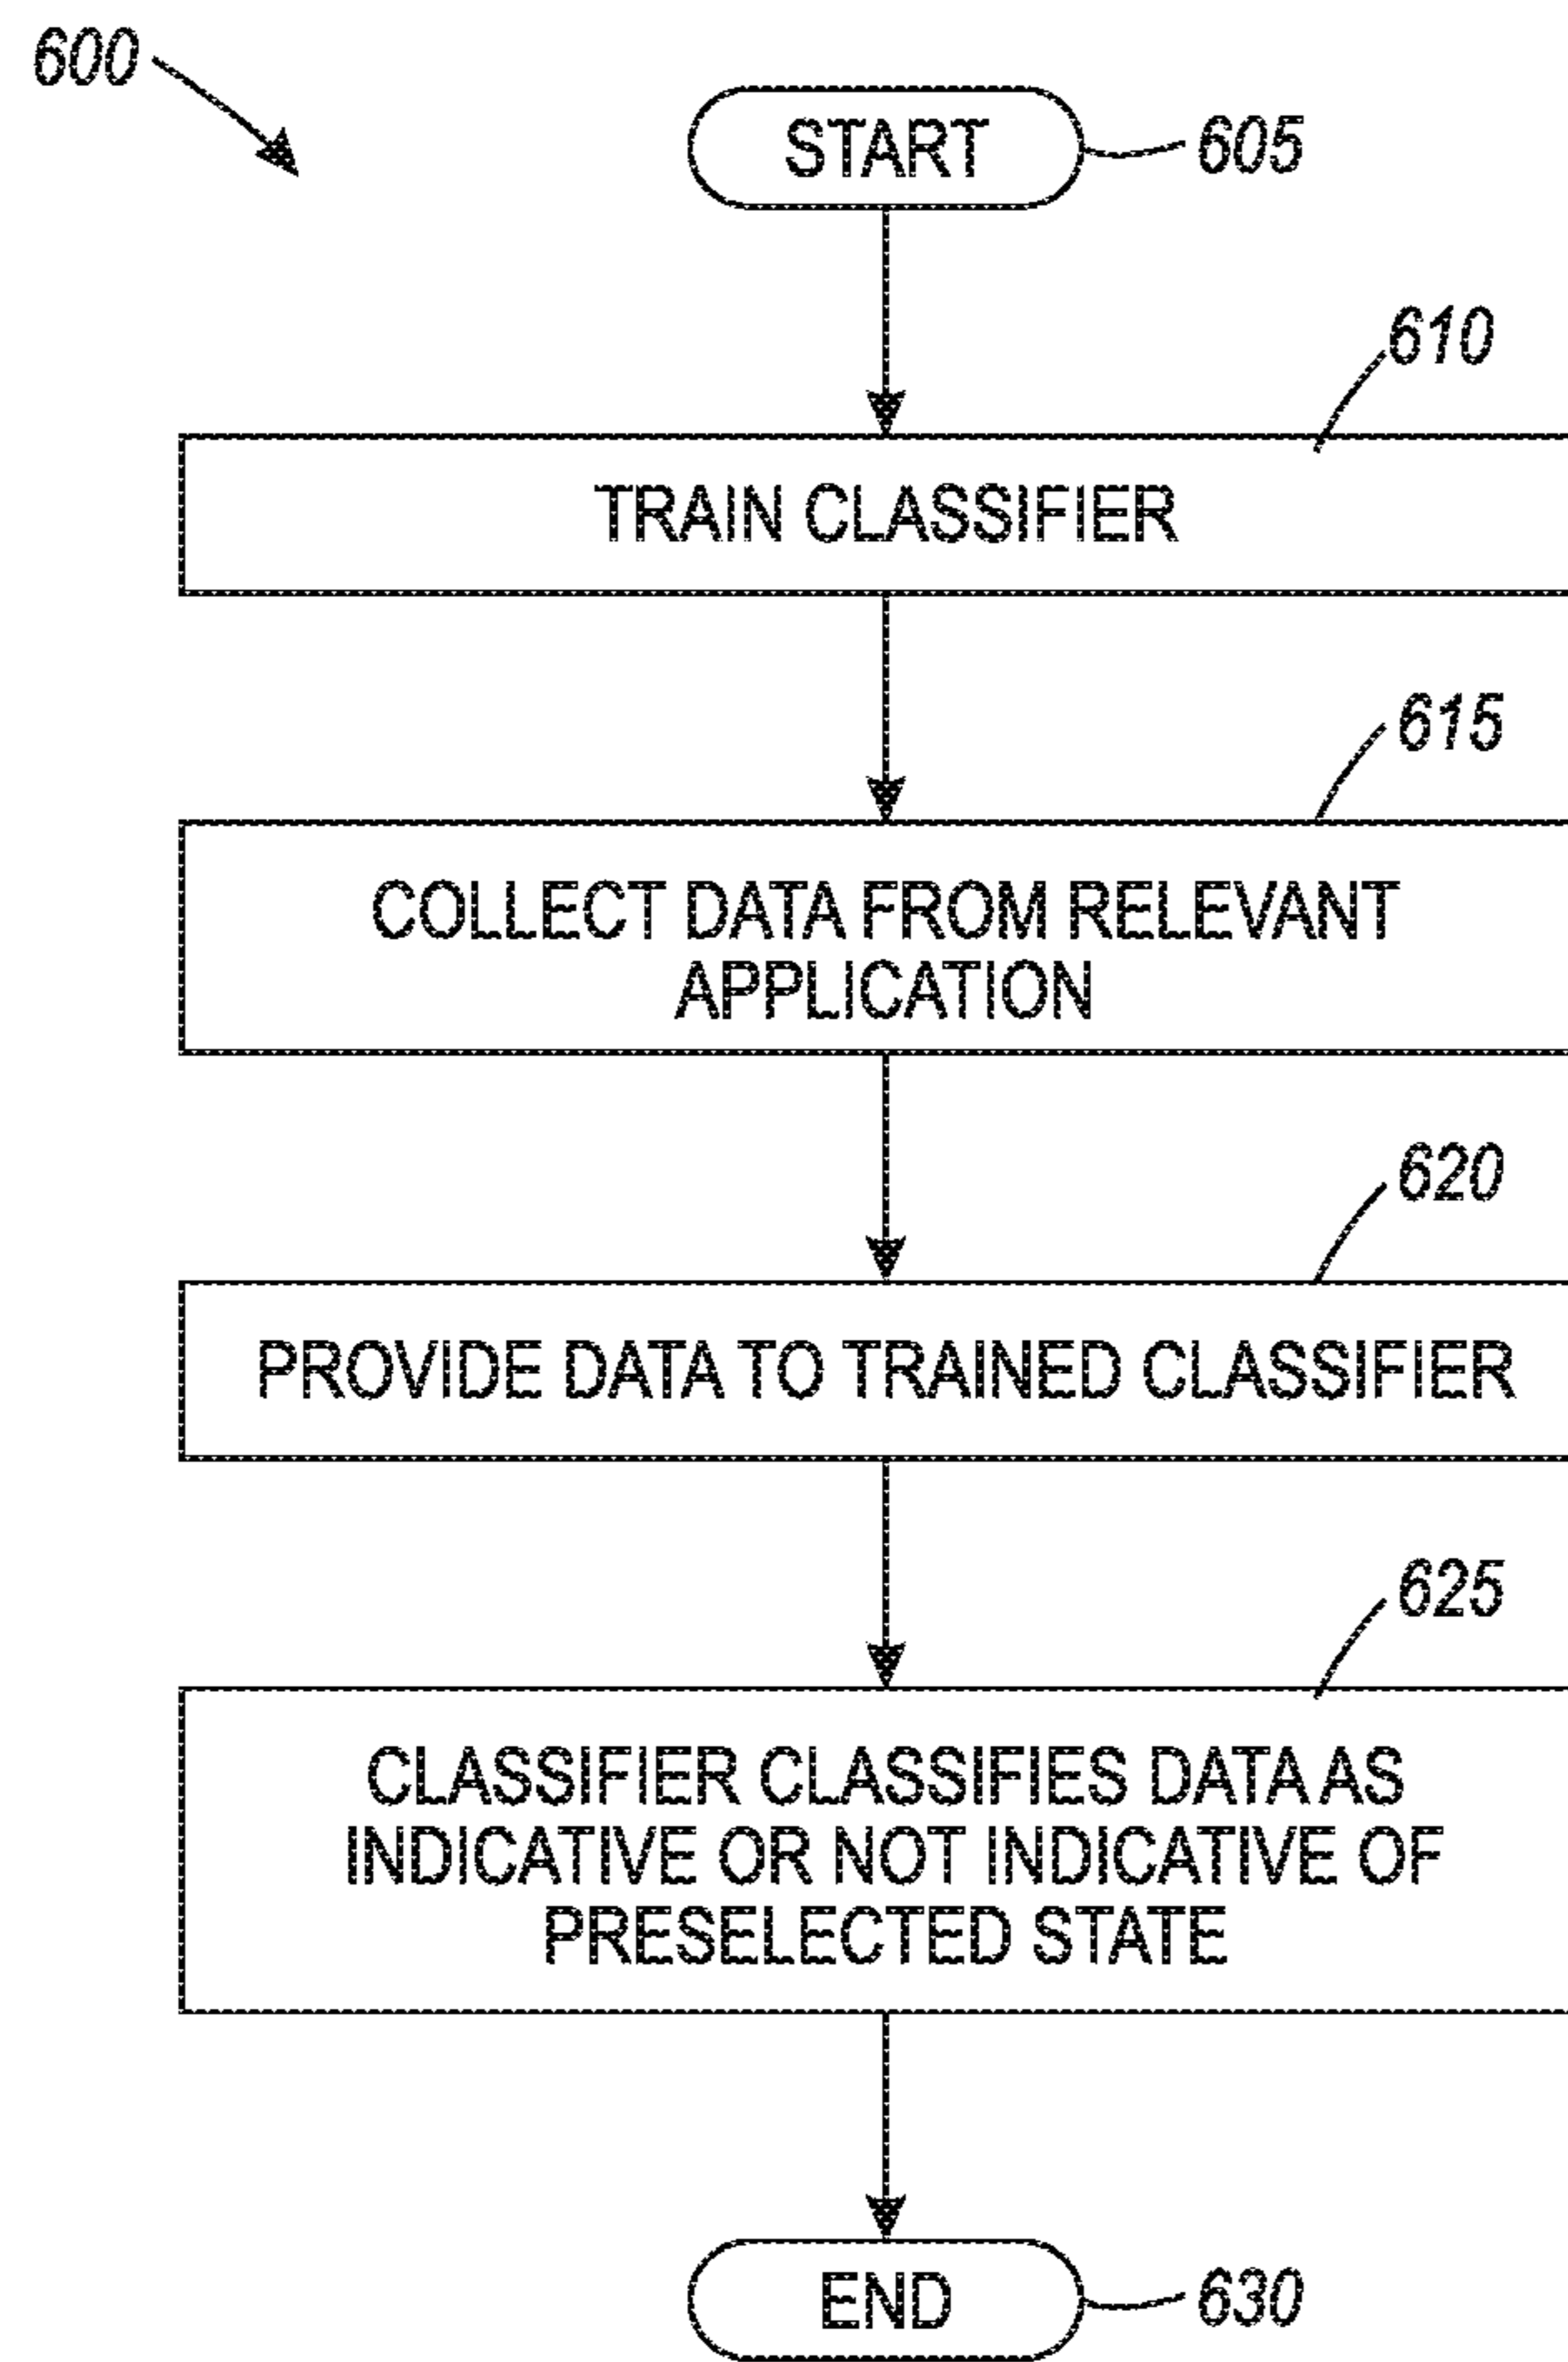 600
START
605
610
TRAIN CLASSIFIER
615
COLLECT DATA FROM RELEVANT
APPLICATION
620
PROVIDE DATA TO TRAINED CLASSIFIER
625
CLASSIFIER CLASSIFIES DATA AS
INDICATIVE OR NOT INDICATIVE OF
PRESELECTED STATE
END
630